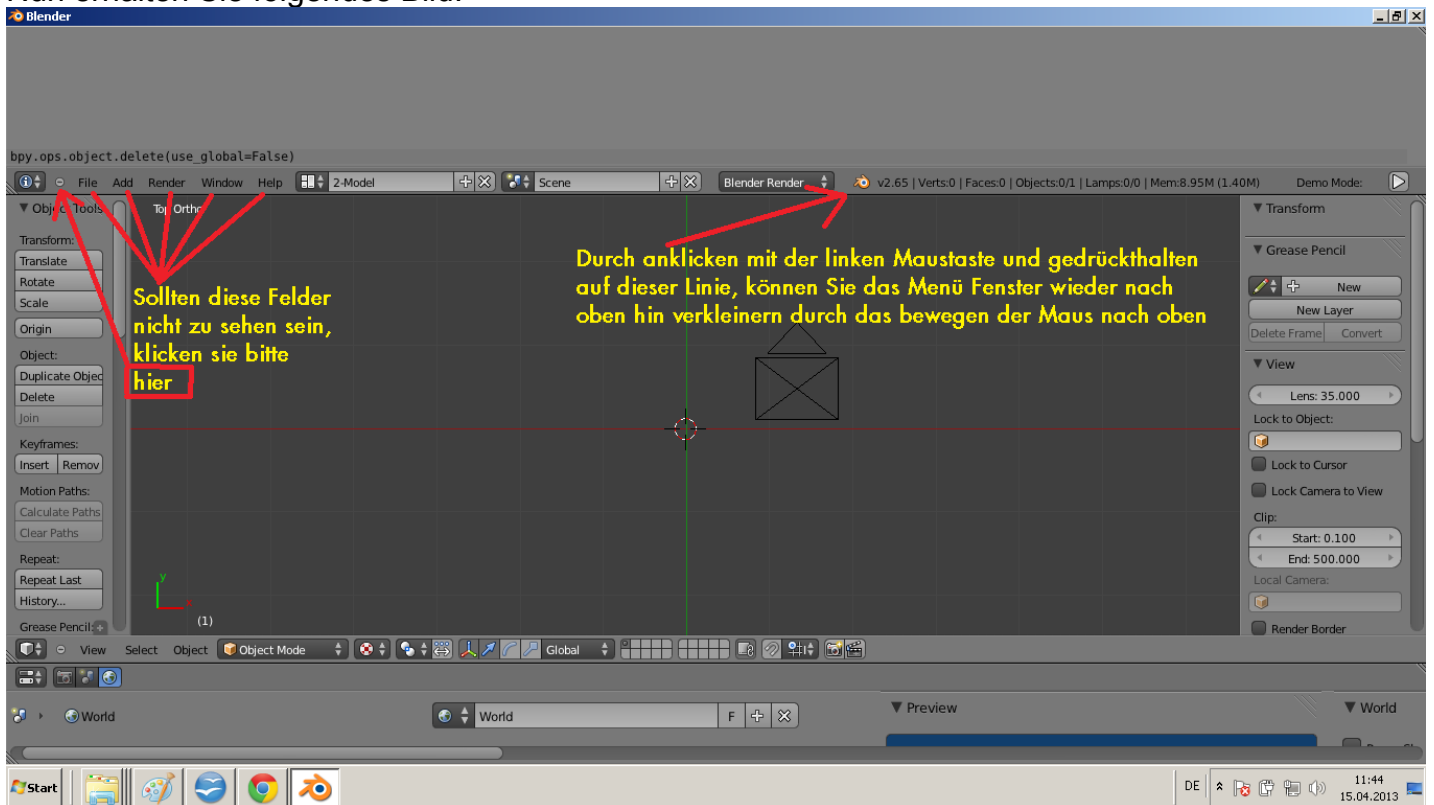 Nun erhalten Sie folgendes Bild:
Blender
bpy.ops.object.delete(use_global=False)
File Add Render Window Help 2-Model Scene Blender Render v2.65 | Verts:0 | Faces:0 | Objects:0/1 | Lamps:0/0 | Mem:8.95M (1.40M) Demo Mode:
Object Tools
Top Ortho
Transform:
Translate
Rotate
Scale
Origin
Object:
Duplicate Objec
Delete
Join
Keyframes:
Insert Remov
Motion Paths:
Calculate Paths
Clear Paths
Repeat:
Repeat Last
History...
Grease Pencil:
Sollten diese Felder
nicht zu sehen sein,
klicken sie bitte
hier
Durch anklicken mit der linken Maustaste und gedrückthalten
auf dieser Linie, können Sie das Menü Fenster wieder nach
oben hin verkleinern durch das bewegen der Maus nach oben
y
x
(1)
Transform
Grease Pencil
New
New Layer
Delete Frame Convert
View
Lens: 35.000
Lock to Object:
Lock to Cursor
Lock Camera to View
Clip:
Start: 0.100
End: 500.000
Local Camera:
Render Border
View Select Object Object Mode Global
World World F Preview World
Start DE 11:44
15.04.2013